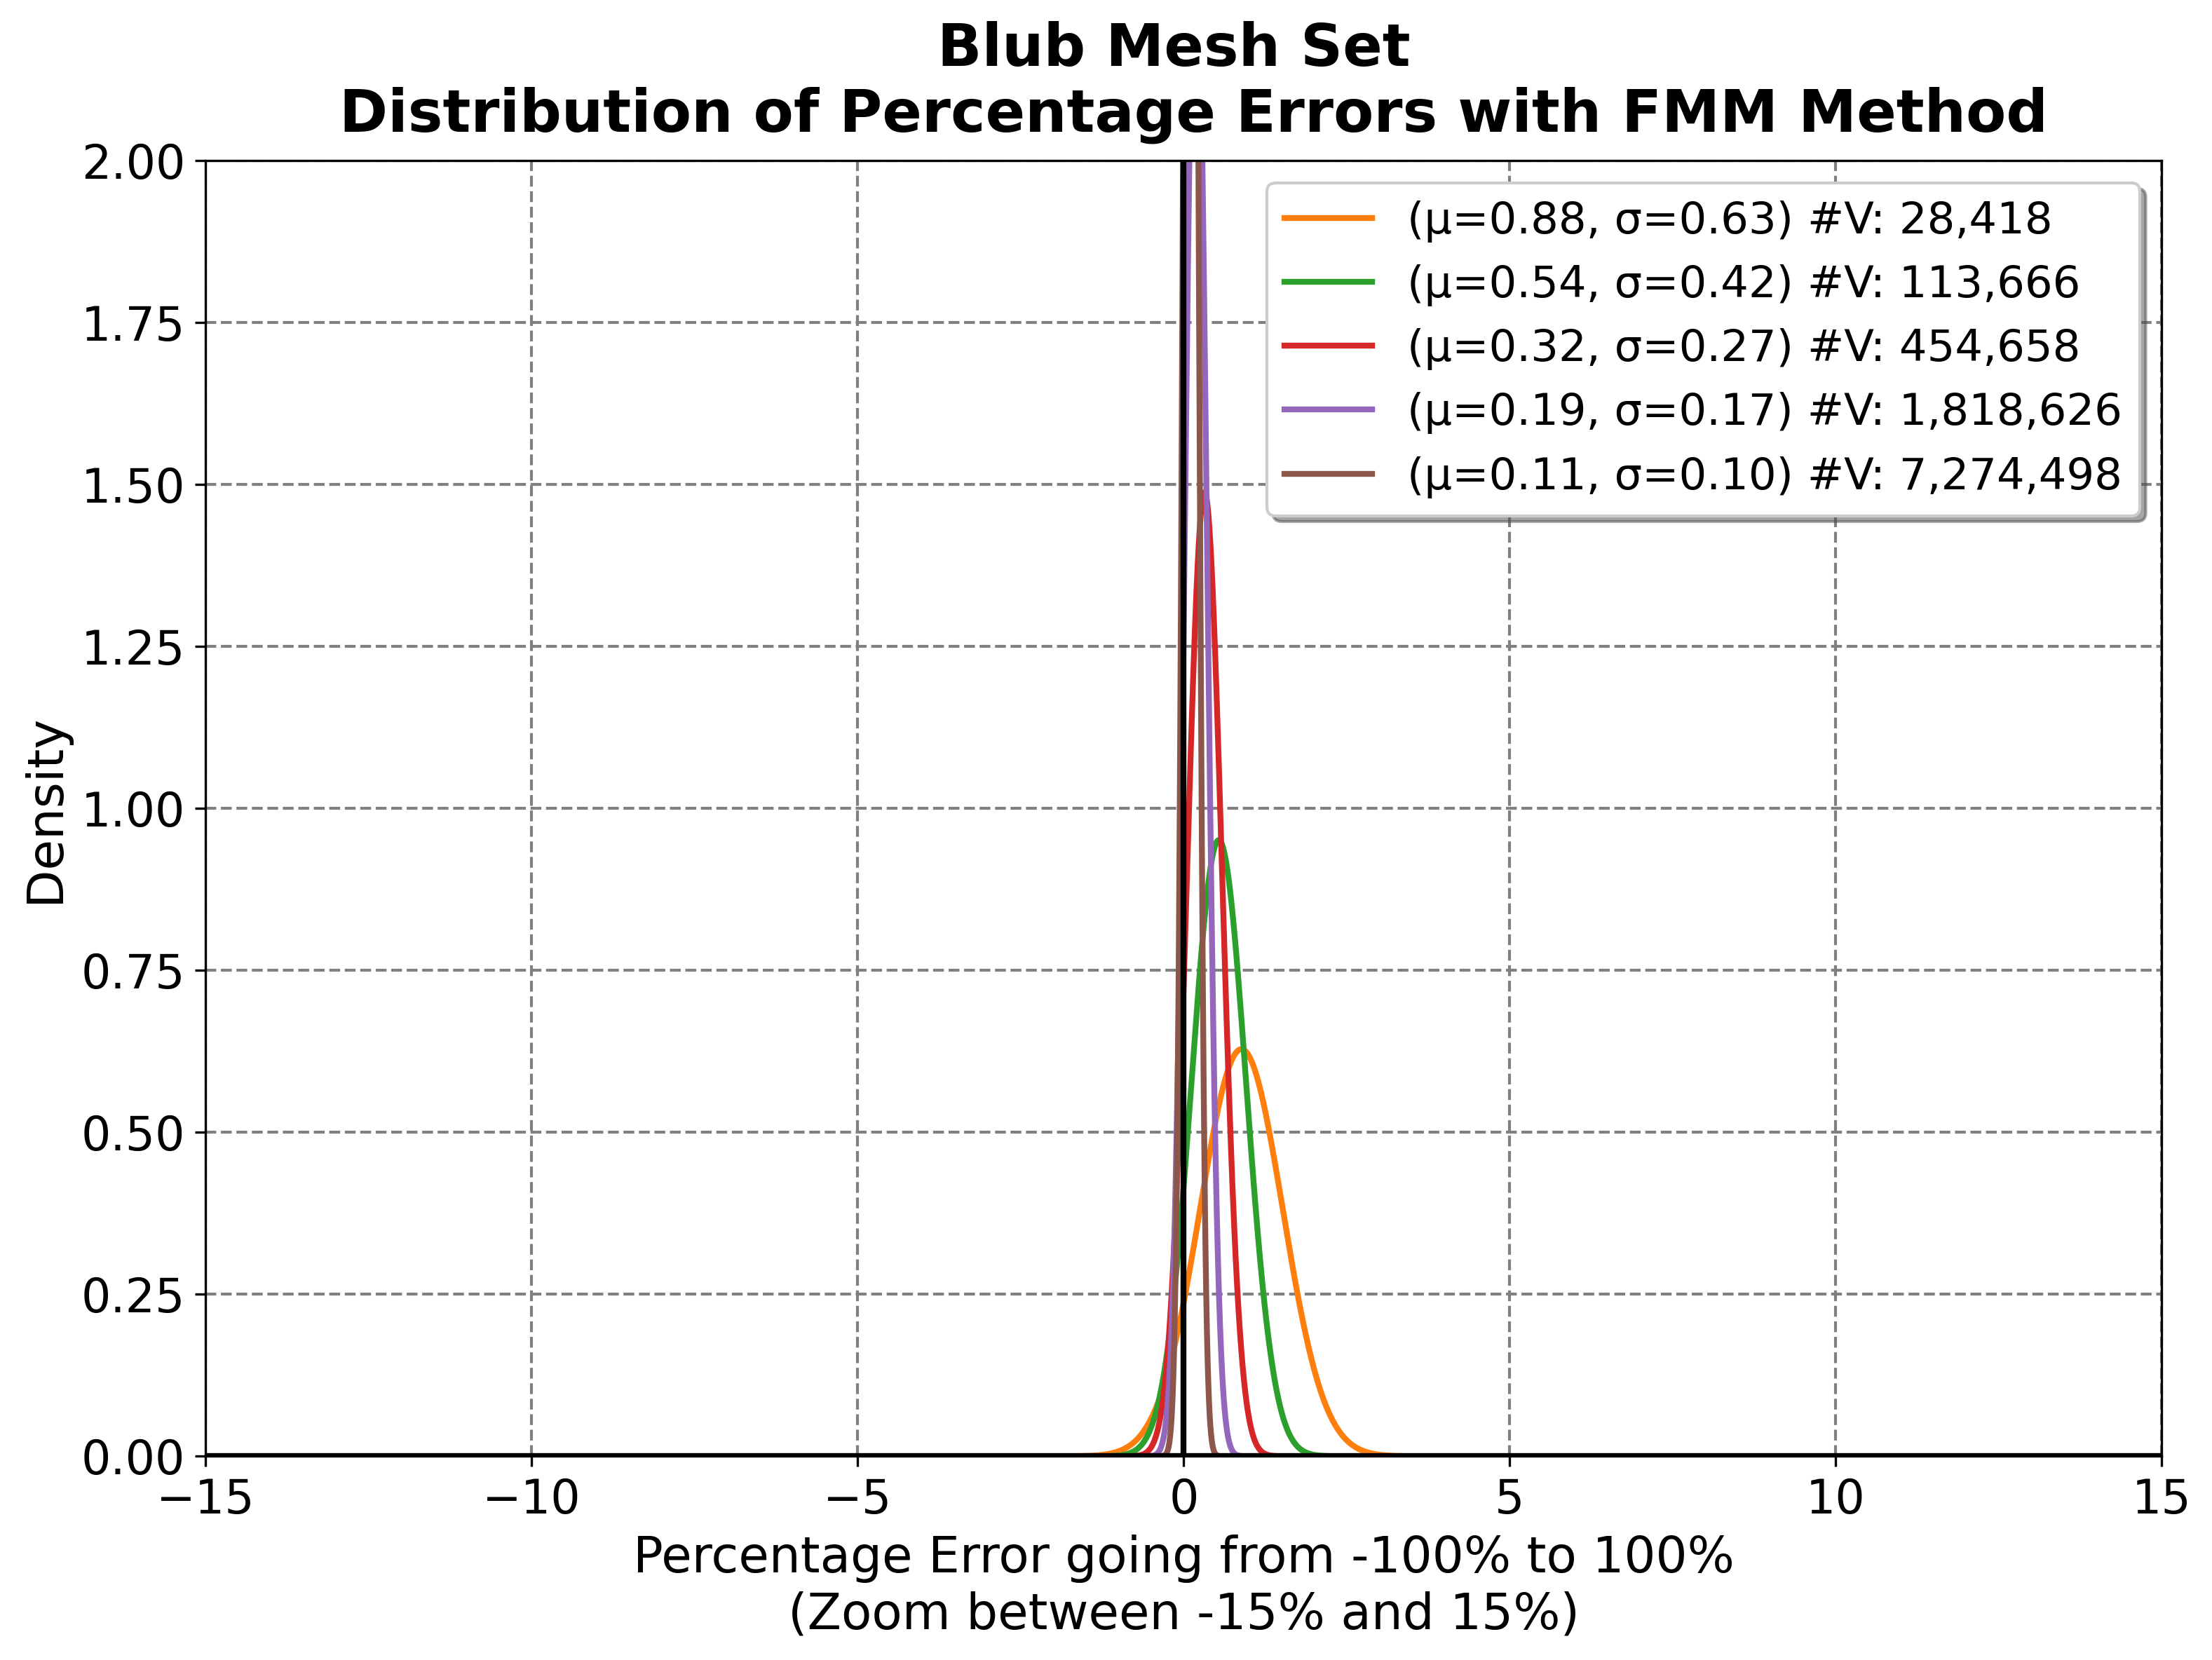 Blub Mesh Set
Distribution of Percentage Errors with FMM Method
2.00
1.75
1.50
1.25
1.00
0.75
0.50
0.25
0.00
Density
(μ=0.88, σ=0.63) #V: 28,418
(μ=0.54, σ=0.42) #V: 113,666
(μ=0.32, σ=0.27) #V: 454,658
(μ=0.19, σ=0.17) #V: 1,818,626
(μ=0.11, σ=0.10) #V: 7,274,498
−15 −10 −5 0 5 10 15
Percentage Error going from -100% to 100%
(Zoom between -15% and 15%)